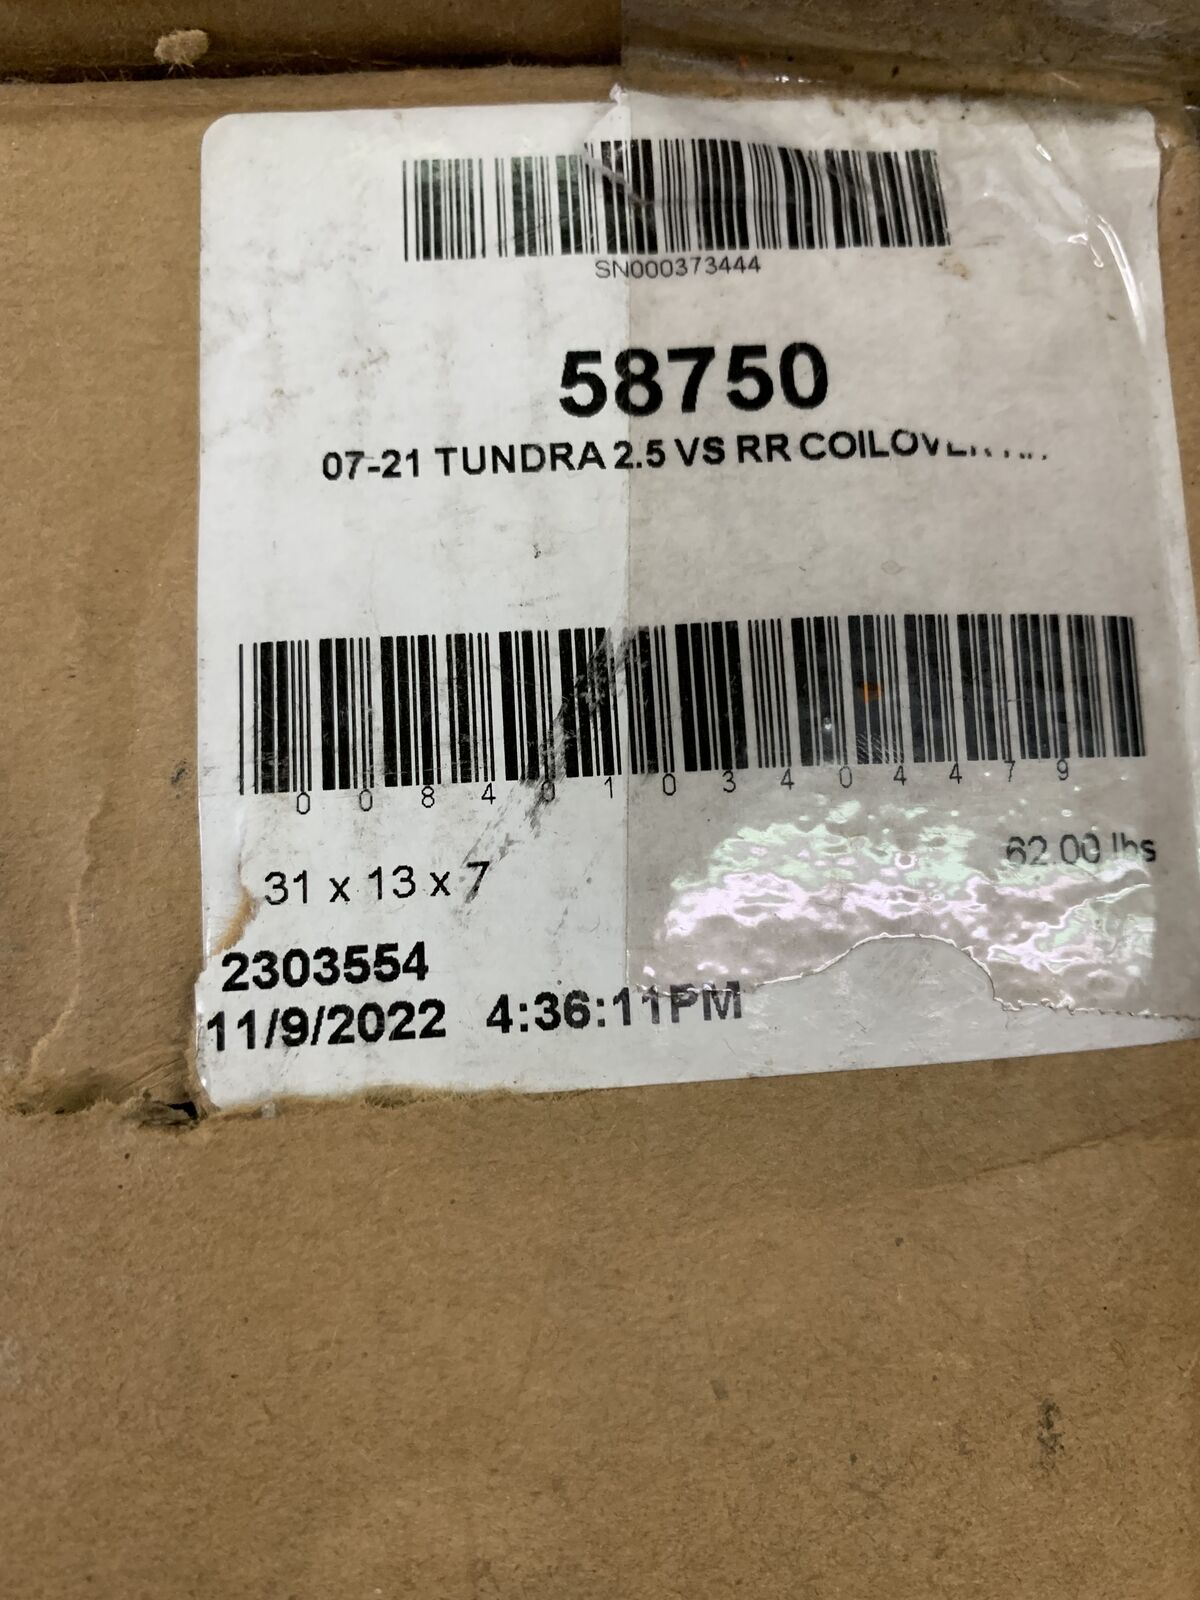 SN000373444
58750
07-21 TUNDRA 2.5 VS RR COILOVER
0 0 8 4 0 1 0 3 4 0 4 4 7 9
31 x 13 x 7
62.00 lbs
2303554
11/9/2022 4:36:11PM